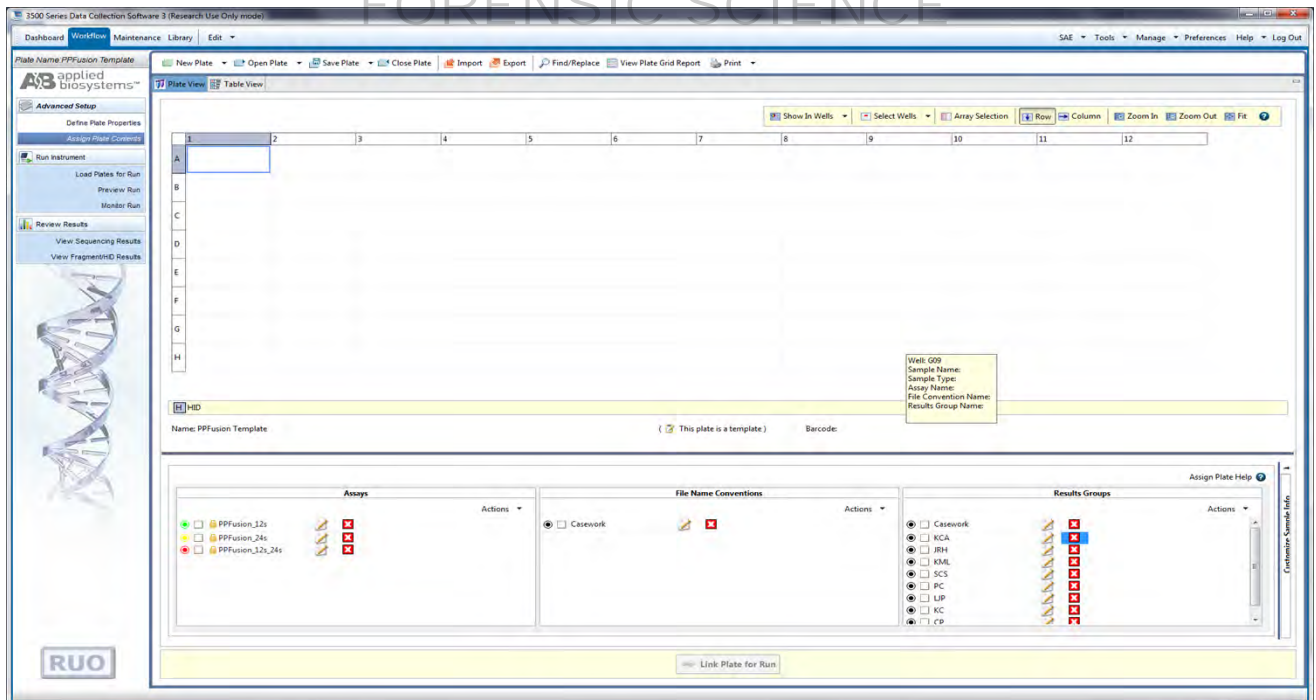 FORENSIC SCIENCE
3500 Series Data Collection Software 3 (Research Use Only mode)
Dashboard Workflow Maintenance Library Edit SAE Tools Manage Preferences Help Log Out
Plate Name:PPFusion Template
New Plate Open Plate Save Plate Close Plate Import Export Find/Replace View Plate Grid Report Print
AB applied biosystems™
Plate View Table View
Advanced Setup
Define Plate Properties
Assign Plate Contents
Run Instrument
Load Plates for Run
Preview Run
Monitor Run
Review Results
View Sequencing Results
View Fragment/HID Results
Show In Wells Select Wells Array Selection Row Column Zoom In Zoom Out Fit
1 2 3 4 5 6 7 8 9 10 11 12
A
B
C
D
E
F
G
H
Well: G09
Sample Name:
Sample Type:
Assay Name:
File Convention Name:
Results Group Name:
H HID
Name: PPFusion Template ( This plate is a template ) Barcode:
Assign Plate Help
Assays File Name Conventions Results Groups
Actions Actions Actions
PPFusion_12s Casework Casework
PPFusion_24s KCA
PPFusion_12s_24s JRH
KML
SCS
PC
LJP
KC
CP
Customize Sample Info
RUO
Link Plate for Run